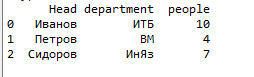 Head department people
0 Иванов ИТБ 10
1 Петров ВМ 4
2 Сидоров ИнЯз 7